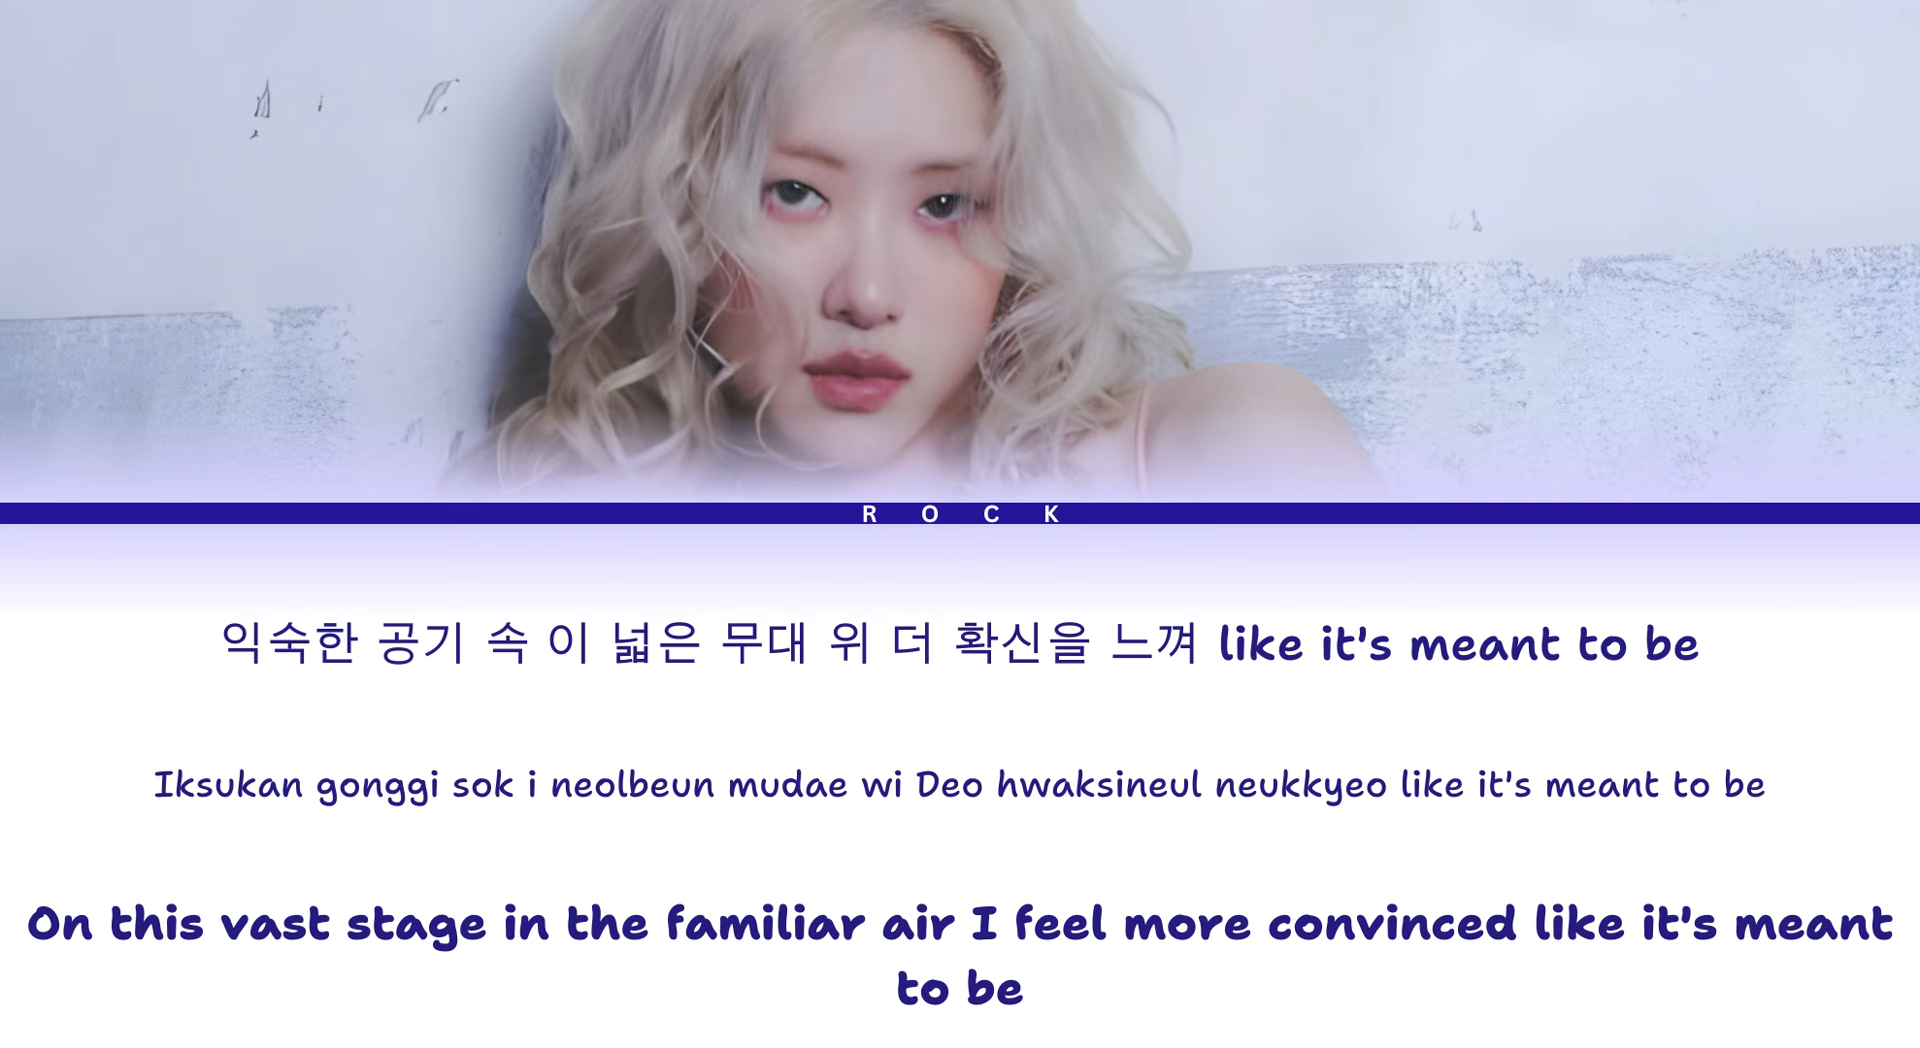 R O C K
익숙한 공기 속 이 넓은 무대 위 더 확신을 느껴 like it's meant to be
Iksukan gonggi sok i neolbeun mudae wi Deo hwaksineul neukkyeo like it's meant to be
On this vast stage in the familiar air I feel more convinced like it's meant
to be